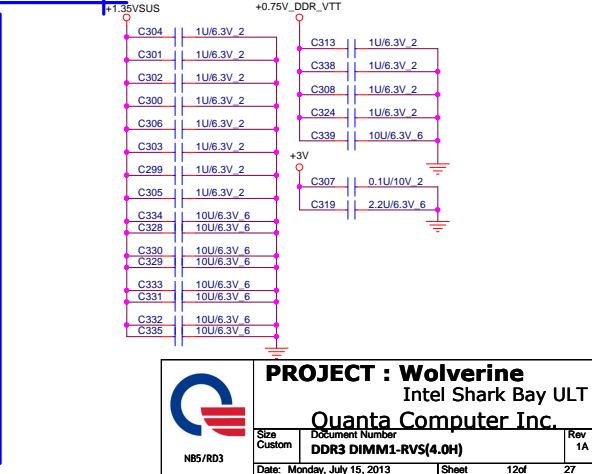 +1.35VSUS
C304 1U/6.3V_2
C301 1U/6.3V_2
C302 1U/6.3V_2
C300 1U/6.3V_2
C306 1U/6.3V_2
C303 1U/6.3V_2
C299 1U/6.3V_2
C305 1U/6.3V_2
C334 10U/6.3V_6
C328 10U/6.3V_6
C330 10U/6.3V_6
C329 10U/6.3V_6
C333 10U/6.3V_6
C331 10U/6.3V_6
C332 10U/6.3V_6
C335 10U/6.3V_6
+0.75V_DDR_VTT
C313 1U/6.3V_2
C338 1U/6.3V_2
C308 1U/6.3V_2
C324 1U/6.3V_2
C339 10U/6.3V_6
+3V
C307 0.1U/10V_2
C319 2.2U/6.3V_6
NB5/RD3
PROJECT : Wolverine
Intel Shark Bay ULT
Quanta Computer Inc.
Size Document Number Rev
Custom DDR3 DIMM1-RVS(4.0H) 1A
Date: Monday, July 15, 2013 Sheet 12of 27